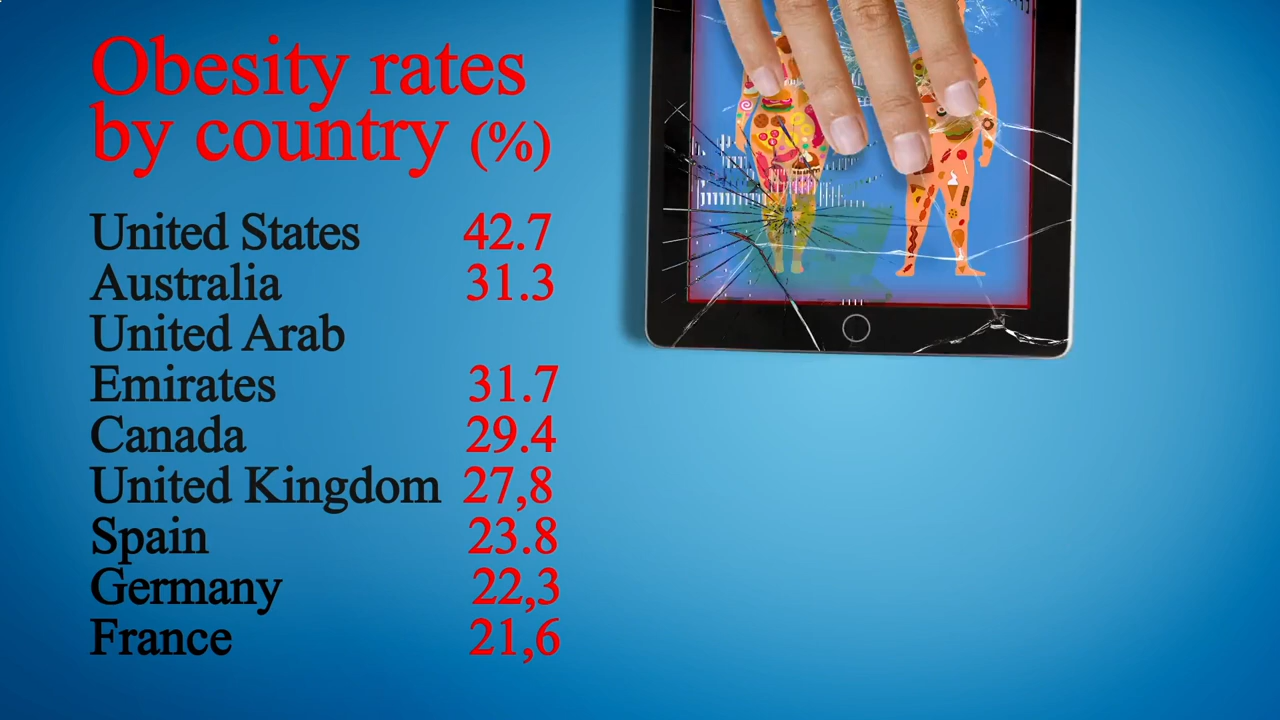 Obesity rates
by country (%)
United States 42.7
Australia 31.3
United Arab
Emirates 31.7
Canada 29.4
United Kingdom 27,8
Spain 23.8
Germany 22,3
France 21,6